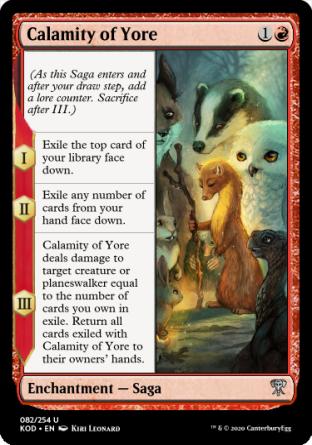 Calamity of Yore 1
(As this Saga enters and
after your draw step, add
a lore counter. Sacrifice
after III.)
I
Exile the top card of
your library face
down.
II
Exile any number of
cards from your
hand face down.
III
Calamity of Yore
deals damage to
target creature or
planeswalker equal
to the number of
cards you own in
exile. Return all
cards exiled with
Calamity of Yore to
their owners' hands.
Enchantment — Saga
082/254 U
KOD • EN Kiri Leonard
™ & © 2020 CanterburyEgg